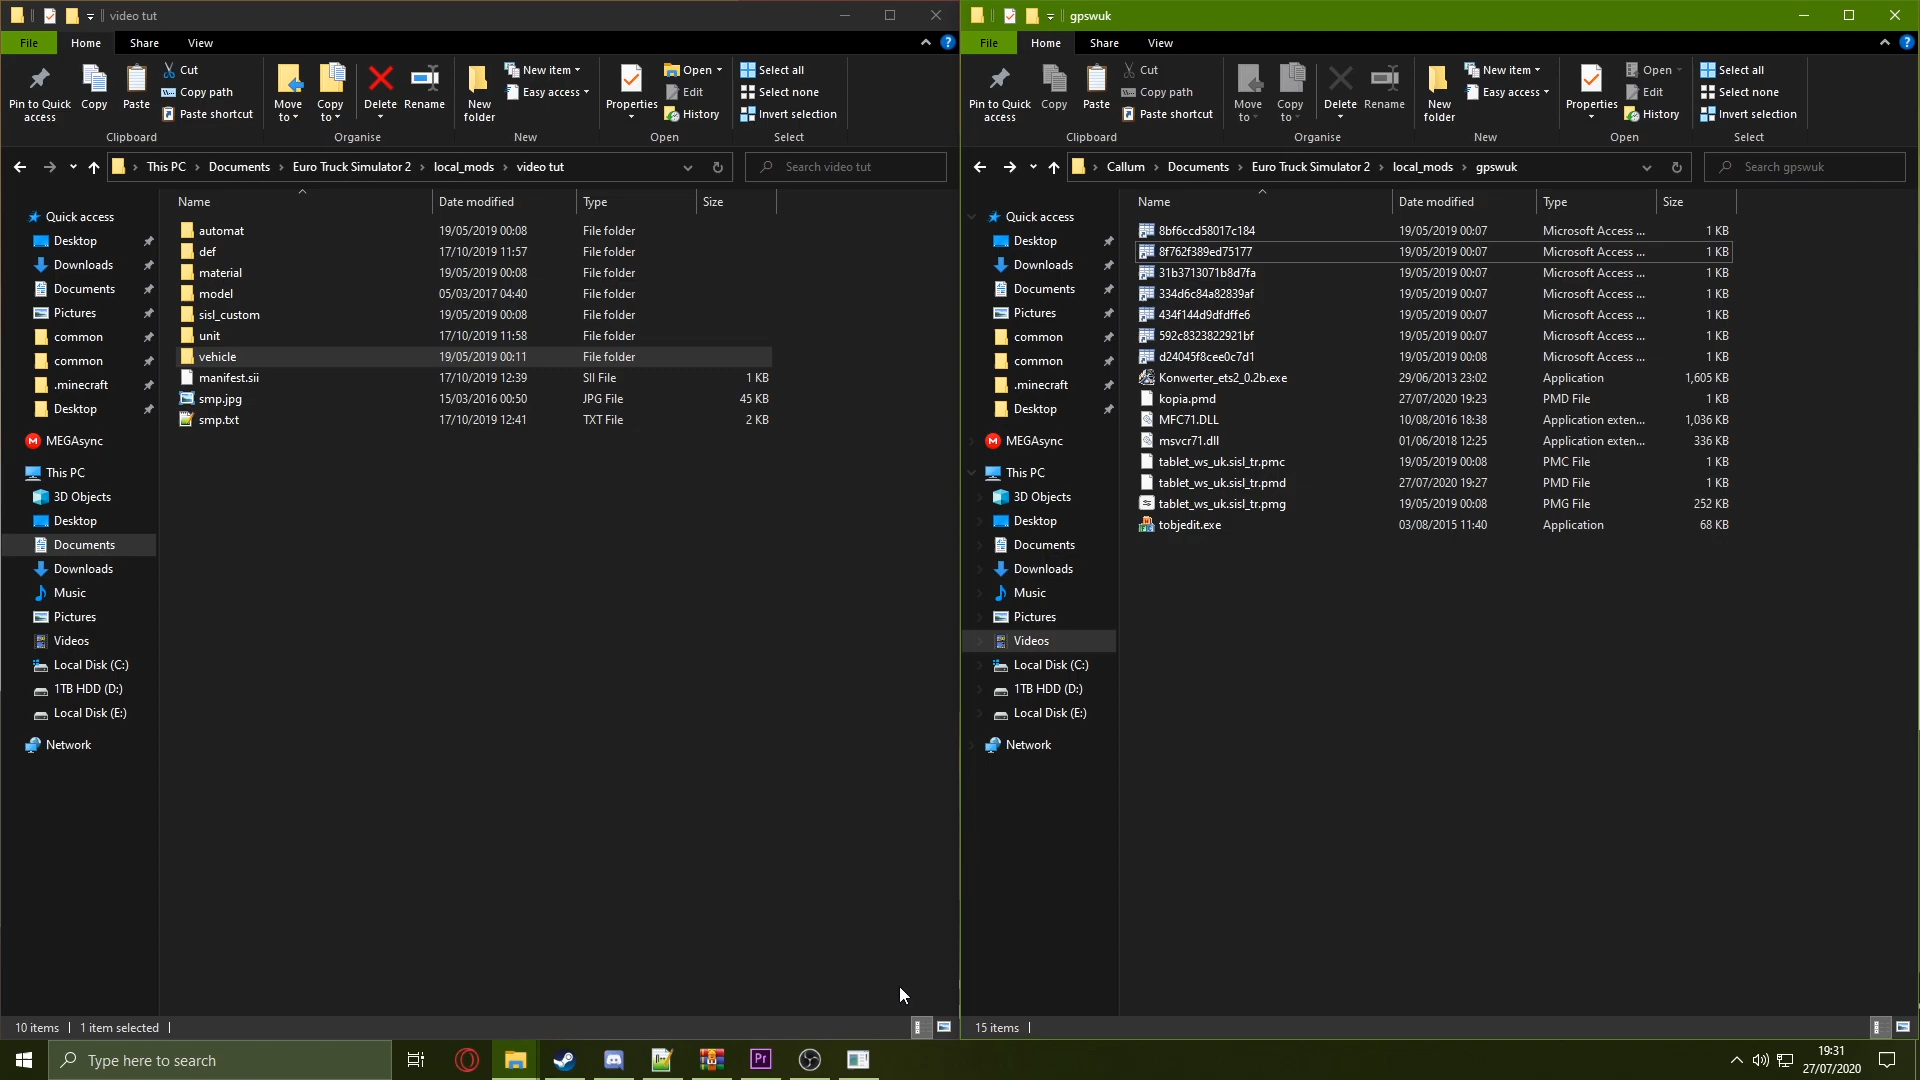 video tut
File Home Share View
Pin to Quick access
Copy
Paste
Cut
Copy path
Paste shortcut
Clipboard
Move to
Copy to
Delete
Rename
Organise
New folder
New item
Easy access
New
Properties
Open
Edit
History
Open
Select all
Select none
Invert selection
Select
This PC Documents Euro Truck Simulator 2 local_mods video tut
Search video tut
Quick access
Desktop
Downloads
Documents
Pictures
common
common
.minecraft
Desktop
MEGAsync
This PC
3D Objects
Desktop
Documents
Downloads
Music
Pictures
Videos
Local Disk (C:)
1TB HDD (D:)
Local Disk (E:)
Network
Name Date modified Type Size
automat 19/05/2019 00:08 File folder
def 17/10/2019 11:57 File folder
material 19/05/2019 00:08 File folder
model 05/03/2017 04:40 File folder
sisl_custom 19/05/2019 00:08 File folder
unit 17/10/2019 11:58 File folder
vehicle 19/05/2019 00:11 File folder
manifest.sii 17/10/2019 12:39 SII File 1 KB
smp.jpg 15/03/2016 00:50 JPG File 45 KB
smp.txt 17/10/2019 12:41 TXT File 2 KB
10 items 1 item selected
gpswuk
File Home Share View
Pin to Quick access
Copy
Paste
Cut
Copy path
Paste shortcut
Clipboard
Move to
Copy to
Delete
Rename
Organise
New folder
New item
Easy access
New
Properties
Open
Edit
History
Open
Select all
Select none
Invert selection
Select
Callum Documents Euro Truck Simulator 2 local_mods gpswuk
Search gpswuk
Quick access
Desktop
Downloads
Documents
Pictures
common
common
.minecraft
Desktop
MEGAsync
This PC
3D Objects
Desktop
Documents
Downloads
Music
Pictures
Videos
Local Disk (C:)
1TB HDD (D:)
Local Disk (E:)
Network
Name Date modified Type Size
8bf6ccd58017c184 19/05/2019 00:07 Microsoft Access ... 1 KB
8f762f389ed75177 19/05/2019 00:07 Microsoft Access ... 1 KB
31b3713071b8d7fa 19/05/2019 00:07 Microsoft Access ... 1 KB
334d6c84a82839af 19/05/2019 00:07 Microsoft Access ... 1 KB
434f144d9dfdffe6 19/05/2019 00:07 Microsoft Access ... 1 KB
592c8323822921bf 19/05/2019 00:07 Microsoft Access ... 1 KB
d24045f8cee0c7d1 19/05/2019 00:08 Microsoft Access ... 1 KB
Konwerter_ets2_0.2b.exe 29/06/2013 23:02 Application 1,605 KB
kopia.pmd 27/07/2020 19:23 PMD File 1 KB
MFC71.DLL 10/08/2016 18:38 Application exten... 1,036 KB
msvcr71.dll 01/06/2018 12:25 Application exten... 336 KB
tablet_ws_uk.sisl_tr.pmc 19/05/2019 00:08 PMC File 1 KB
tablet_ws_uk.sisl_tr.pmd 27/07/2020 19:27 PMD File 1 KB
tablet_ws_uk.sisl_tr.pmg 19/05/2019 00:08 PMG File 252 KB
tobjedit.exe 03/08/2015 11:40 Application 68 KB
15 items
Type here to search
Pr
19:31
27/07/2020